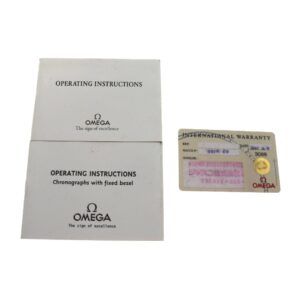 OPERATING INSTRUCTIONS
Ω
OMEGA
The sign of excellence
OPERATING INSTRUCTIONS
Chronographs with fixed bezel
Ω
OMEGA
The sign of excellence
INTERNATIONAL WARRANTY
OMEGA